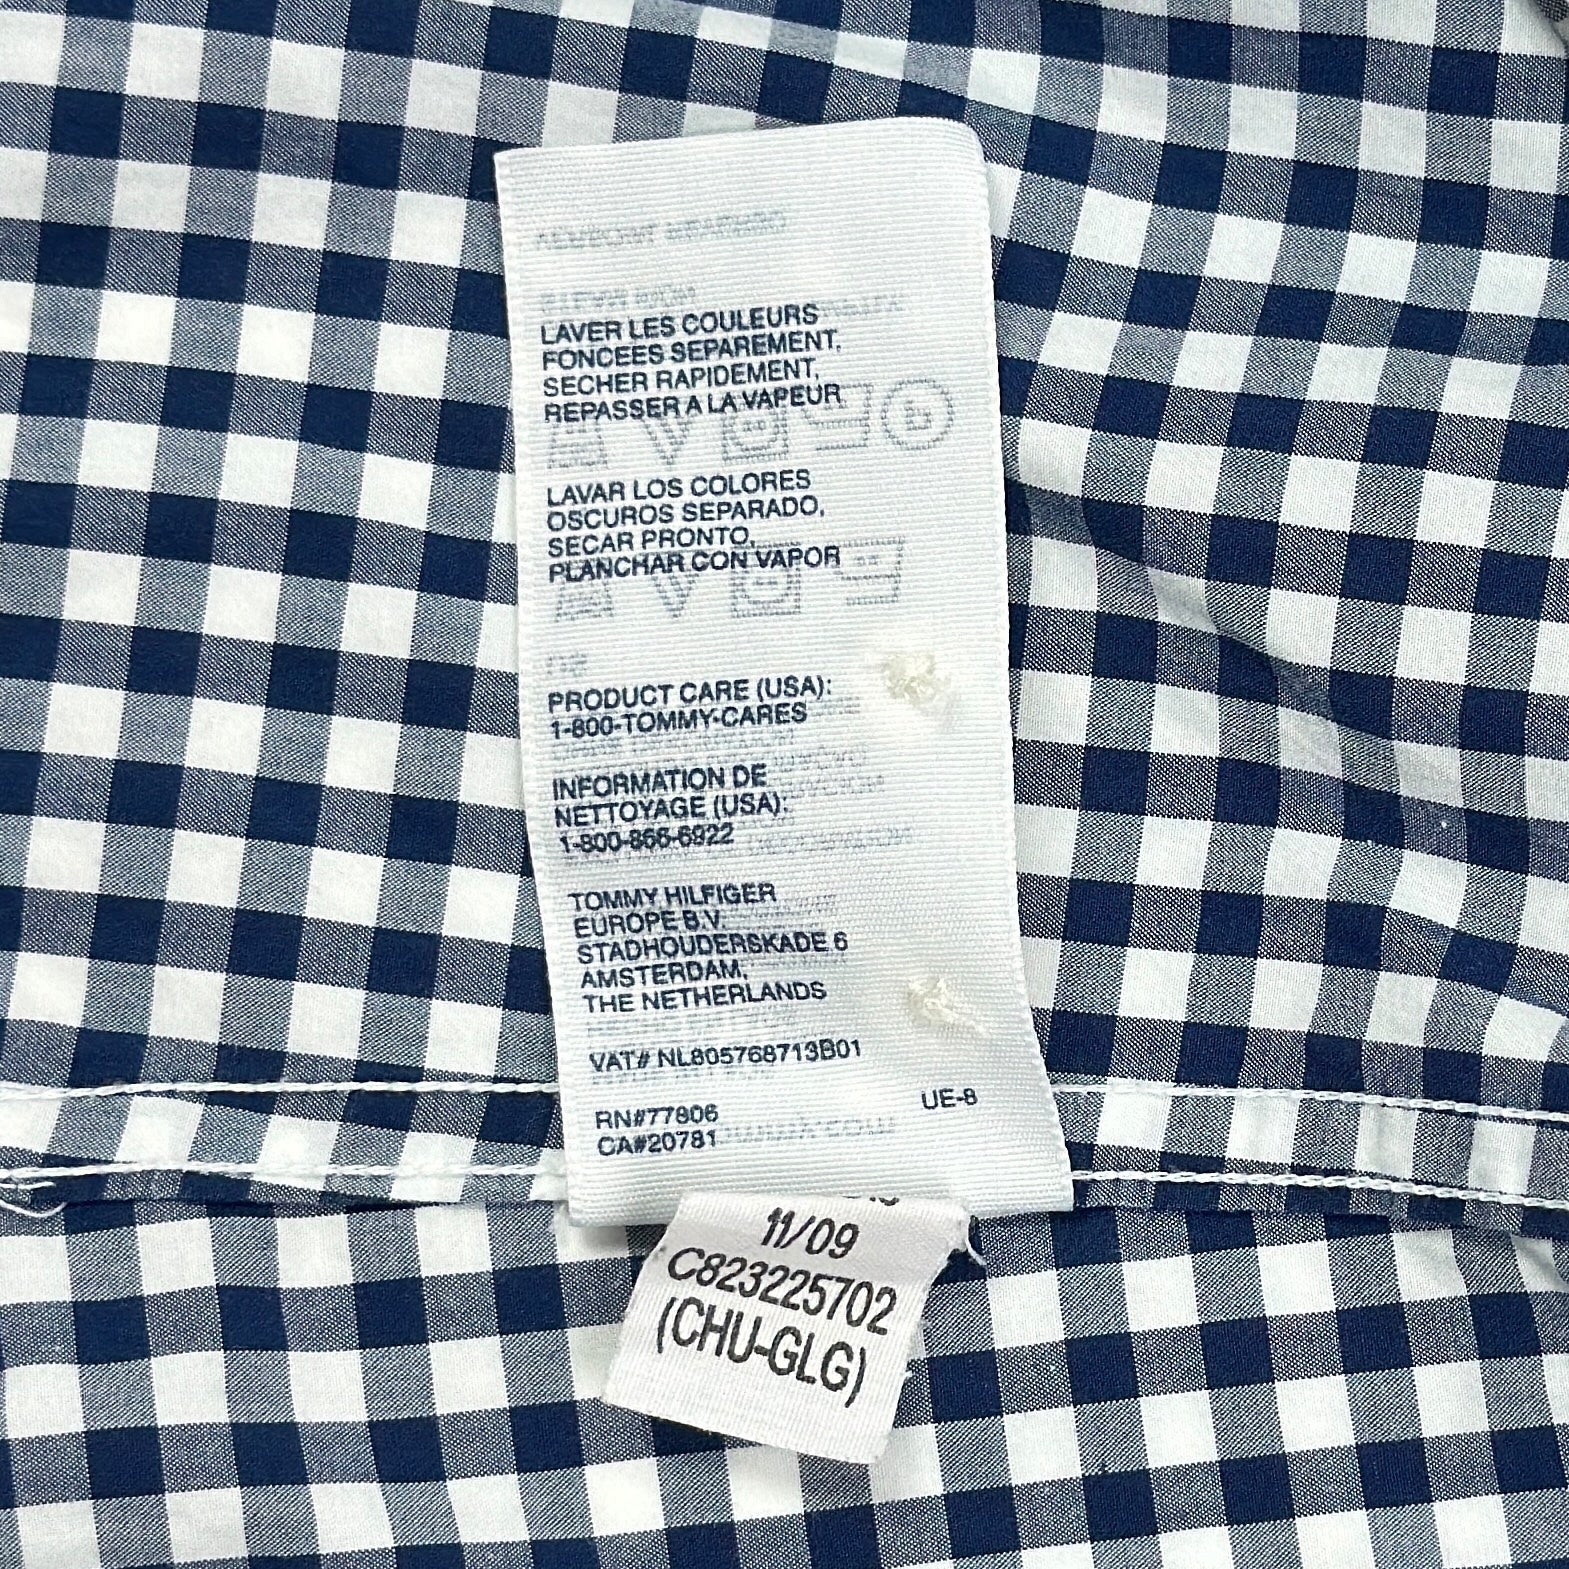 LAVER LES COULEURS
FONCEES SEPAREMENT,
SECHER RAPIDEMENT,
REPASSER A LA VAPEUR
LAVAR LOS COLORES
OSCUROS SEPARADO,
SECAR PRONTO,
PLANCHAR CON VAPOR
PRODUCT CARE (USA):
1-800-TOMMY-CARES
INFORMATION DE
NETTOYAGE (USA):
1-800-866-6922
TOMMY HILFIGER
EUROPE B.V.
STADHOUDERSKADE 6
AMSTERDAM,
THE NETHERLANDS
VAT# NL805768713B01
UE-8
RN#77806
CA#20781
11/09
C823225702
(CHU-GLG)